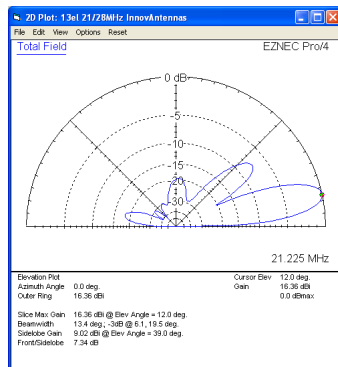 2D Plot: 13el 21/28MHz InnovAntennas
File Edit View Options Reset
Total Field
EZNEC Pro/4
0 dB
-5
-10
-15
-20
-30
21.225 MHz
Elevation Plot
Azimuth Angle 0.0 deg.
Outer Ring 16.36 dBi
Cursor Elev 12.0 deg.
Gain 16.36 dBi
0.0 dBmax
Slice Max Gain 16.36 dBi @ Elev Angle = 12.0 deg.
Beamwidth 13.4 deg.; -3dB @ 6.1, 19.5 deg.
Sidelobe Gain 9.02 dBi @ Elev Angle = 39.0 deg.
Front/Sidelobe 7.34 dB